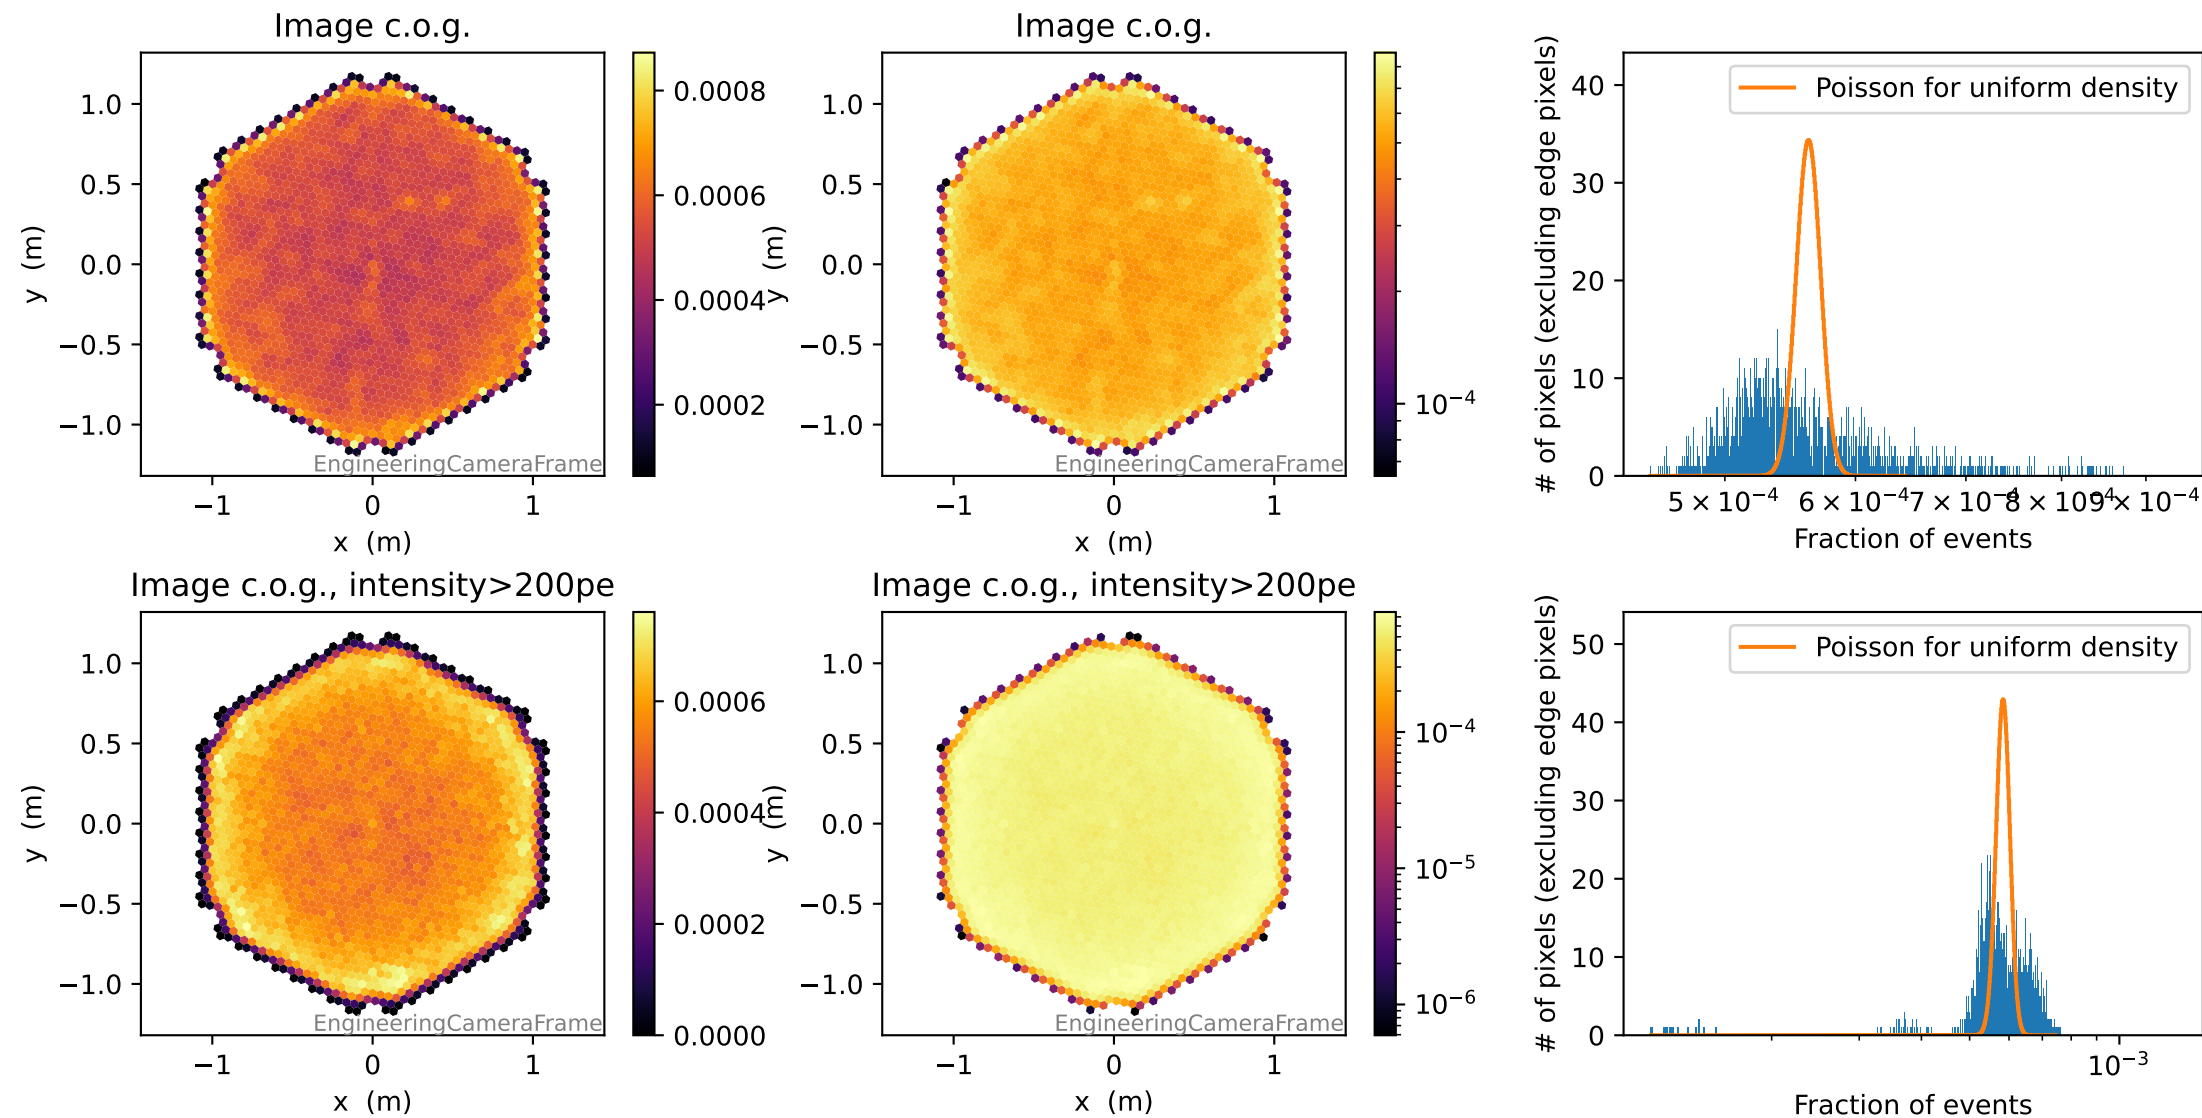 Image c.o.g.
1.0
0.5
0.0
−0.5
−1.0
y (m)
−1 0 1
x (m)
EngineeringCameraFrame
0.0008
0.0006
0.0004
0.0002
Image c.o.g.
1.0
0.5
0.0
−0.5
−1.0
y (m)
−1 0 1
x (m)
EngineeringCameraFrame
10⁻⁴
# of pixels (excluding edge pixels)
40
30
20
10
0
Poisson for uniform density
5 × 10⁻⁴ 6 × 10⁻⁴ 7 × 10⁻⁴ 8 × 10⁻⁴ 9 × 10⁻⁴
Fraction of events
Image c.o.g., intensity>200pe
1.0
0.5
0.0
−0.5
−1.0
y (m)
−1 0 1
x (m)
EngineeringCameraFrame
0.0006
0.0004
0.0002
0.0000
Image c.o.g., intensity>200pe
1.0
0.5
0.0
−0.5
−1.0
y (m)
−1 0 1
x (m)
EngineeringCameraFrame
10⁻⁴
10⁻⁵
10⁻⁶
# of pixels (excluding edge pixels)
50
40
30
20
10
0
Poisson for uniform density
10⁻³
Fraction of events